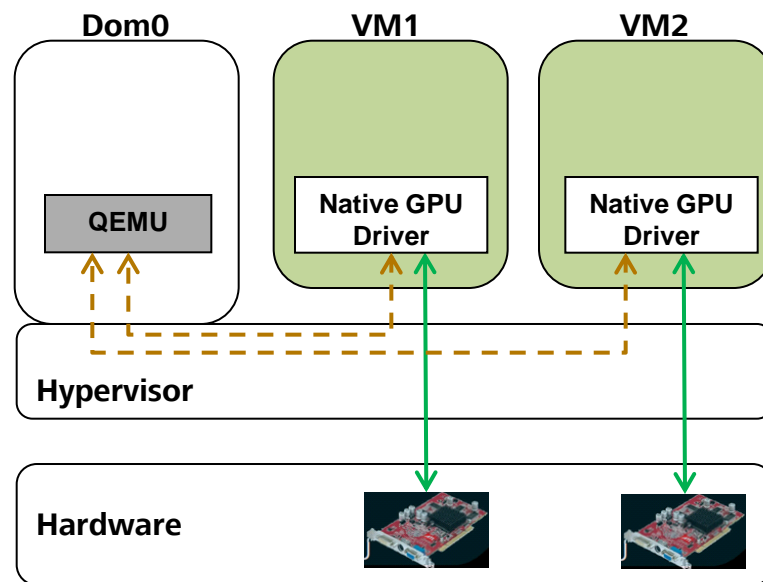 Dom0
VM1
VM2
QEMU
Native GPU
Driver
Native GPU
Driver
Hypervisor
Hardware